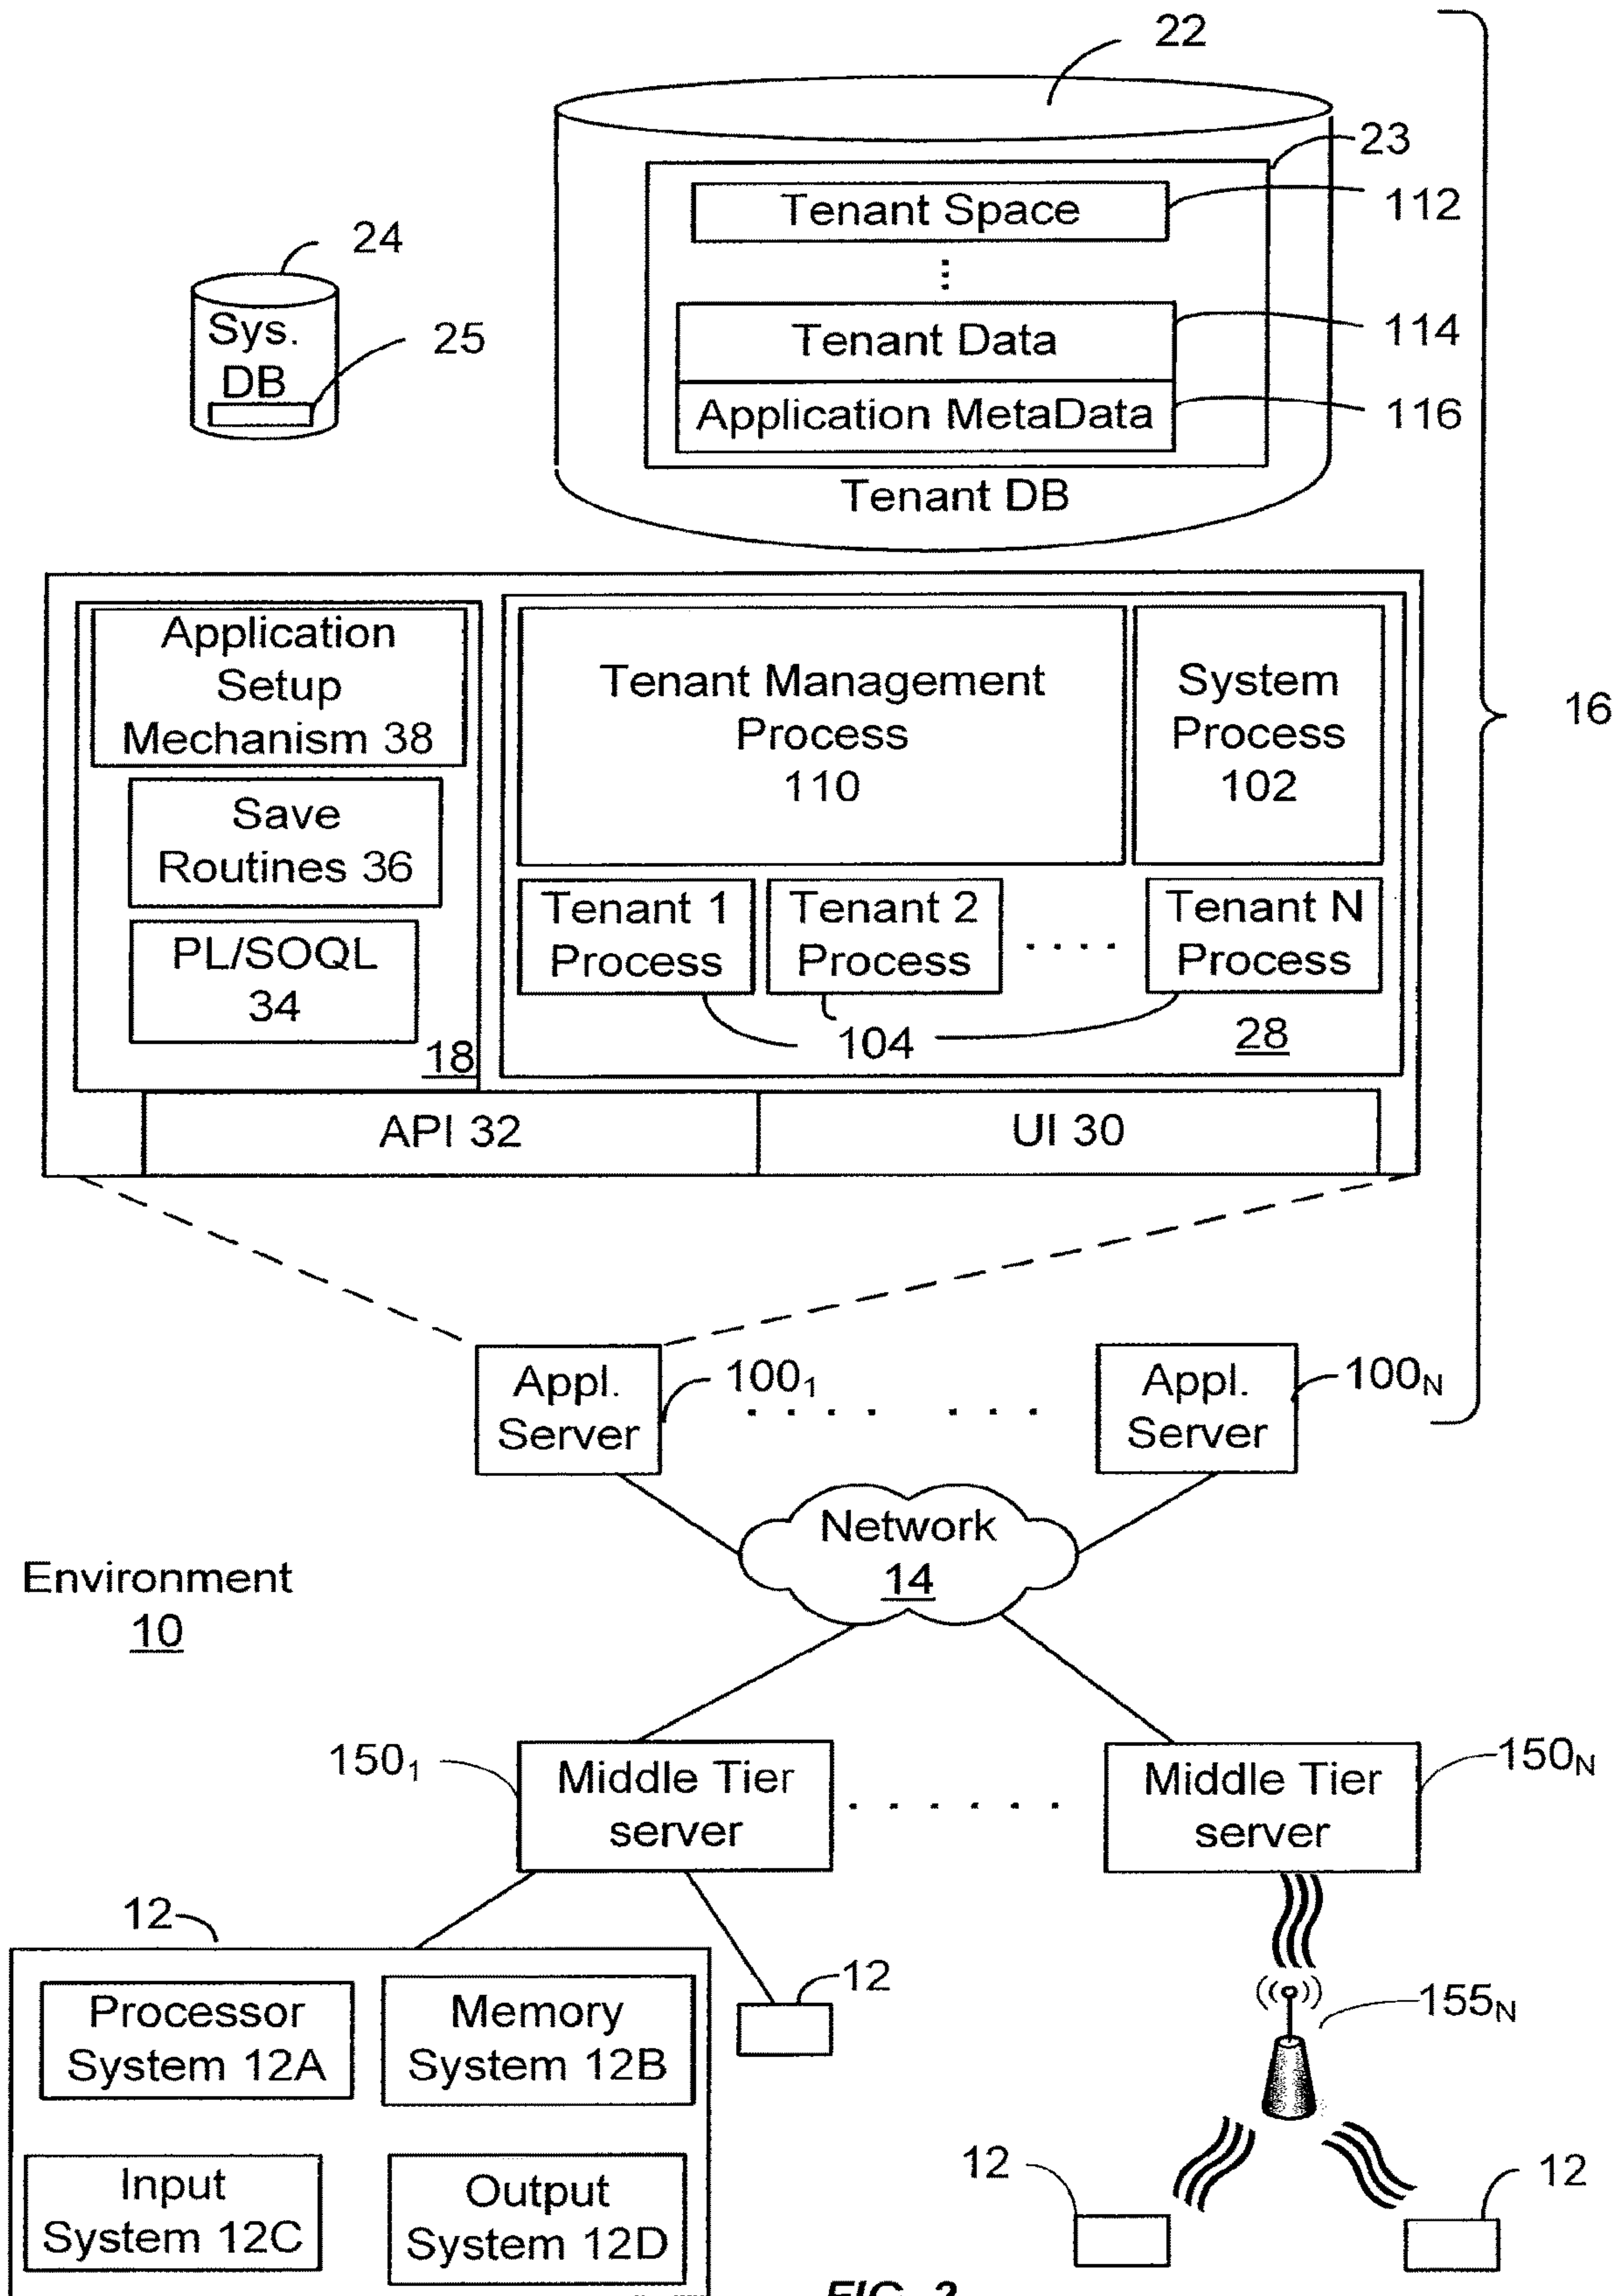 22
23
Tenant Space
112
24
Sys.
DB
25
Tenant Data
114
Application MetaData
116
Tenant DB
16
Application
Setup
Mechanism 38
Tenant Management
Process
110
System
Process
102
Save
Routines 36
PL/SOQL
34
18
Tenant 1
Process
Tenant 2
Process
. . . .
Tenant N
Process
104
28
API 32
UI 30
Appl.
Server
100₁
. . . . . . .
Appl.
Server
100N
Network
14
Environment
10
150₁
Middle Tier
server
. . . . . .
Middle Tier
server
150N
12
Processor
System 12A
Memory
System 12B
12
155N
Input
System 12C
Output
System 12D
12
12
FIG. 2